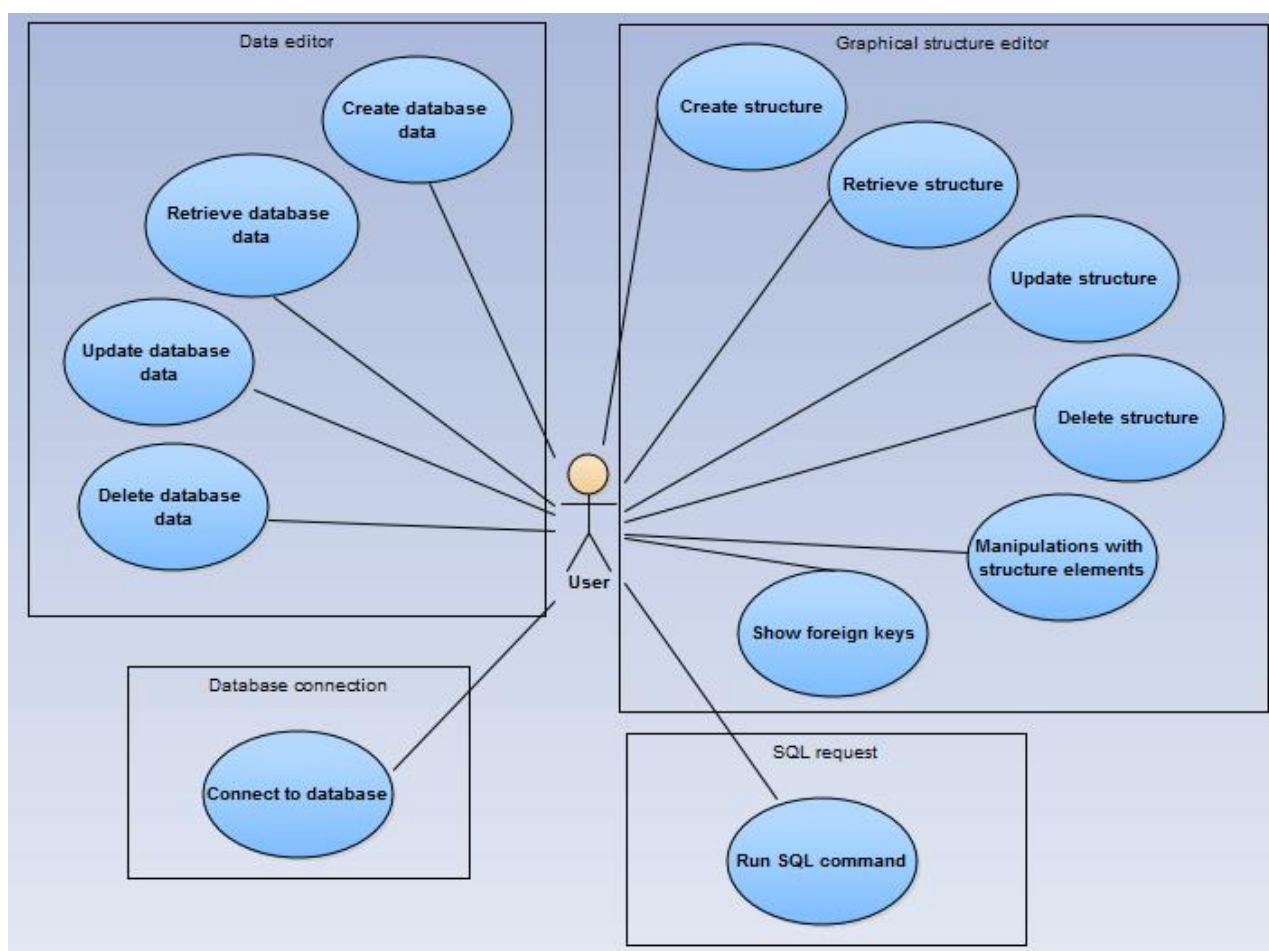 Data editor
Create database
data
Retrieve database
data
Update database
data
Delete database
data
Graphical structure editor
Create structure
Retrieve structure
Update structure
Delete structure
Manipulations with
structure elements
Show foreign keys
User
Database connection
Connect to database
SQL request
Run SQL command